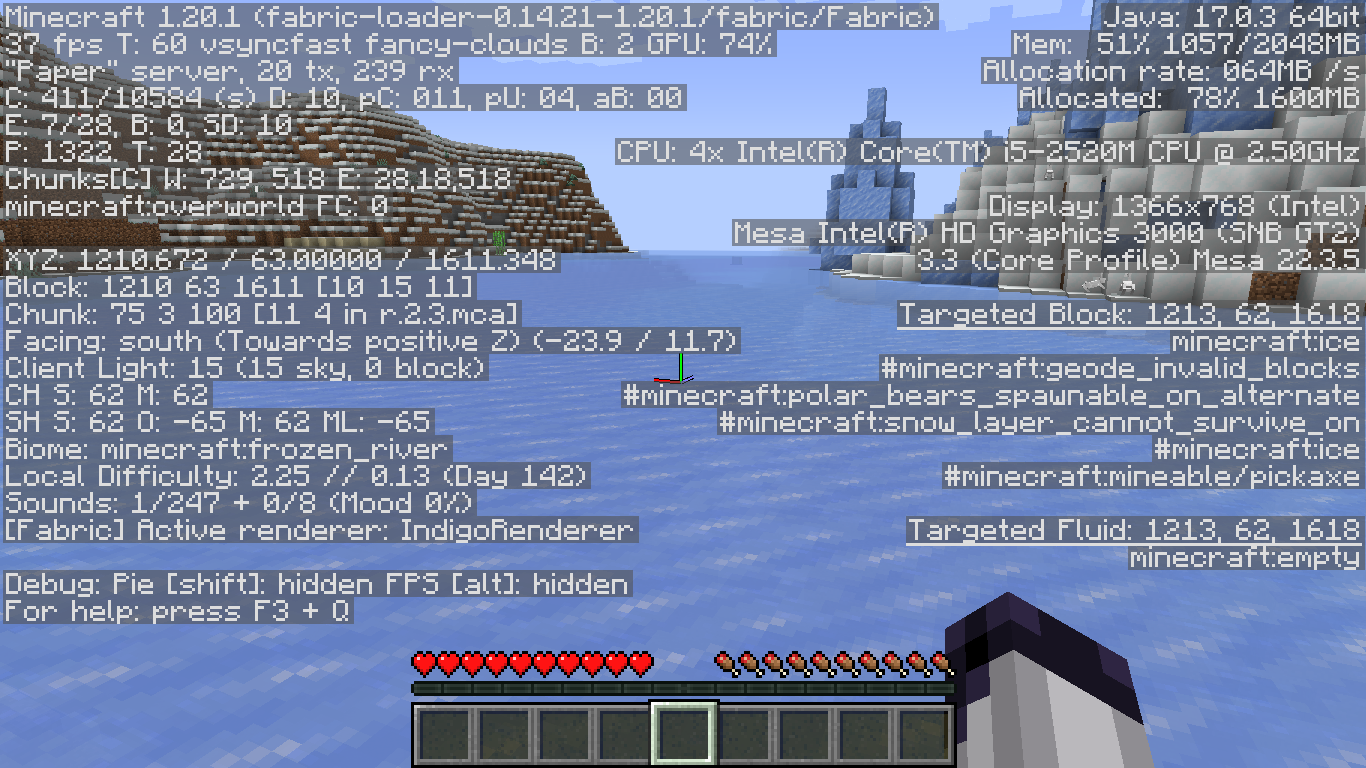 Minecraft 1.20.1 (fabric-loader-0.14.21-1.20.1/fabric/Fabric)
37 fps T: 60 vsyncfast fancy-clouds B: 2 GPU: 74%
"Paper" server, 20 tx, 239 rx
C: 411/10584 (s) D: 10, pC: 011, pU: 04, aB: 00
E: 7/28, B: 0, SD: 10
P: 1322. T: 28
Chunks[C] W: 729, 518 E: 28,18,518
minecraft:overworld FC: 0
XYZ: 1210.672 / 63.00000 / 1611.348
Block: 1210 63 1611 [10 15 11]
Chunk: 75 3 100 [11 4 in r.2.3.mca]
Facing: south (Towards positive Z) (-23.9 / 11.7)
Client Light: 15 (15 sky, 0 block)
CH S: 62 M: 62
SH S: 62 O: -65 M: 62 ML: -65
Biome: minecraft:frozen_river
Local Difficulty: 2.25 // 0.13 (Day 142)
Sounds: 1/247 + 0/8 (Mood 0%)
[Fabric] Active renderer: IndigoRenderer
Debug: Pie [shift]: hidden FPS [alt]: hidden
For help: press F3 + Q
Java: 17.0.3 64bit
Mem: 51% 1057/2048MB
Allocation rate: 064MB /s
Allocated: 78% 1600MB
CPU: 4x Intel(R) Core(TM) i5-2520M CPU @ 2.50GHz
Display: 1366x768 (Intel)
Mesa Intel(R) HD Graphics 3000 (SNB GT2)
3.3 (Core Profile) Mesa 22.3.5
Targeted Block: 1213, 62, 1618
minecraft:ice
#minecraft:geode_invalid_blocks
#minecraft:polar_bears_spawnable_on_alternate
#minecraft:snow_layer_cannot_survive_on
#minecraft:ice
#minecraft:mineable/pickaxe
Targeted Fluid: 1213, 62, 1618
minecraft:empty